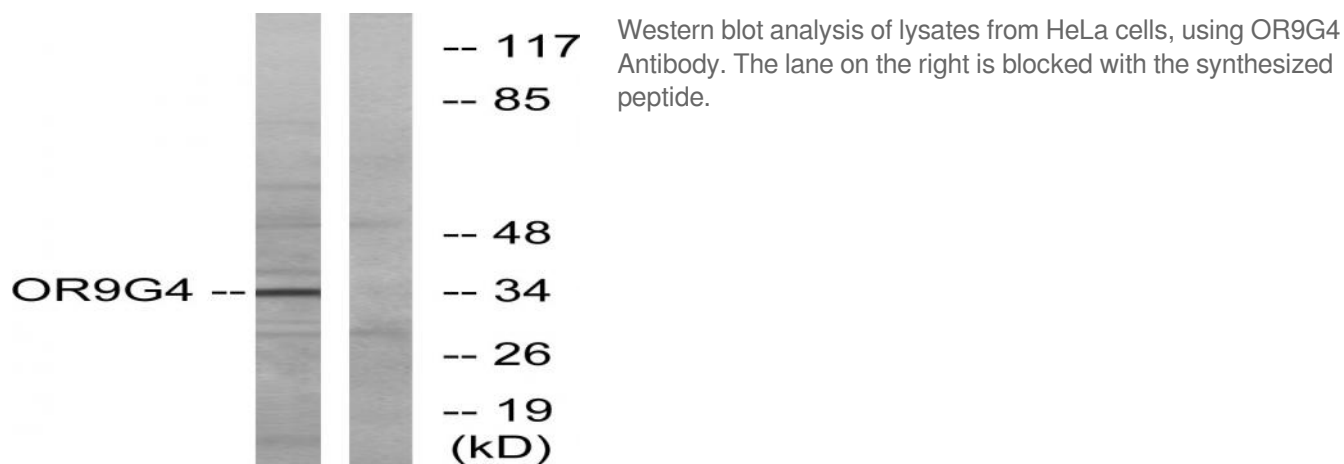 OR9G4 --
-- 117
-- 85
-- 48
-- 34
-- 26
-- 19
(kD)
Western blot analysis of lysates from HeLa cells, using OR9G4
Antibody. The lane on the right is blocked with the synthesized
peptide.